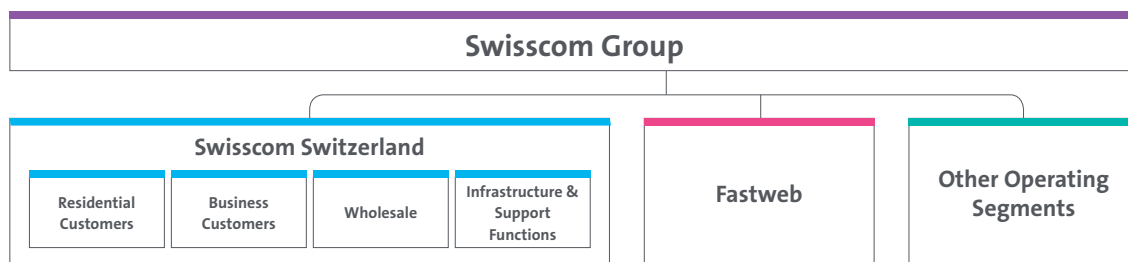 Swisscom Group
Swisscom Switzerland
Residential
Customers
Business
Customers
Wholesale
Infrastructure &
Support
Functions
Fastweb
Other Operating
Segments